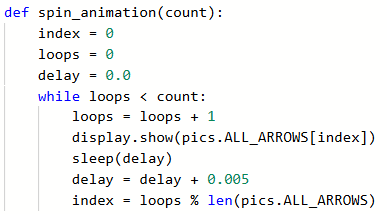 def spin_animation(count):
    index = 0
    loops = 0
    delay = 0.0
    while loops < count:
        loops = loops + 1
        display.show(pics.ALL_ARROWS[index])
        sleep(delay)
        delay = delay + 0.005
        index = loops % len(pics.ALL_ARROWS)